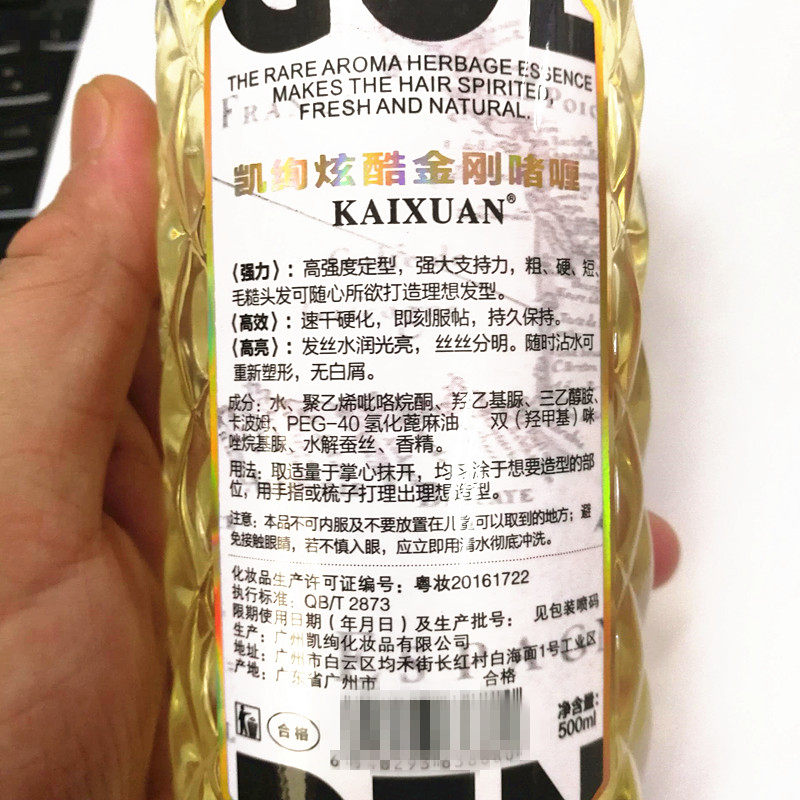 THE RARE AROMA HERBAGE ESSENCE
MAKES THE HAIR SPIRITED,
FRESH AND NATURAL.
凯绚炫酷金刚啫喱
KAIXUAN®
《强力》：高强度定型，强大支持力，粗、硬、短、
毛糙头发可随心所欲打造理想发型。
《高效》：速干硬化，即刻服帖，持久保持。
《高亮》：发丝水润光亮，丝丝分明。随时沾水可
重新塑形，无白屑。
成分：水、聚乙烯吡咯烷酮、羟乙基脲、三乙醇胺、
卡波姆、PEG-40 氢化蓖麻油 双（羟甲基）咪
唑烷基脲、水解蚕丝、香精。
用法：取适量于掌心抹开，均匀涂于想要造型的部
位，用手指或梳子打理出理想造型。
注意：本品不可内服及不要放置在儿童可以取到的地方；避
免接触眼睛，若不慎入眼，应立即用清水彻底冲洗。
化妆品生产许可证编号：粤妆20161722
执行标准：QB/T 2873
限期使用日期（年月日）及生产批号：见包装喷码
生产：广州凯绚化妆品有限公司
地址：广州市白云区均禾街长红村白海面1号工业区
产地：广东省广州市 合格
合格
净含量：
500ml